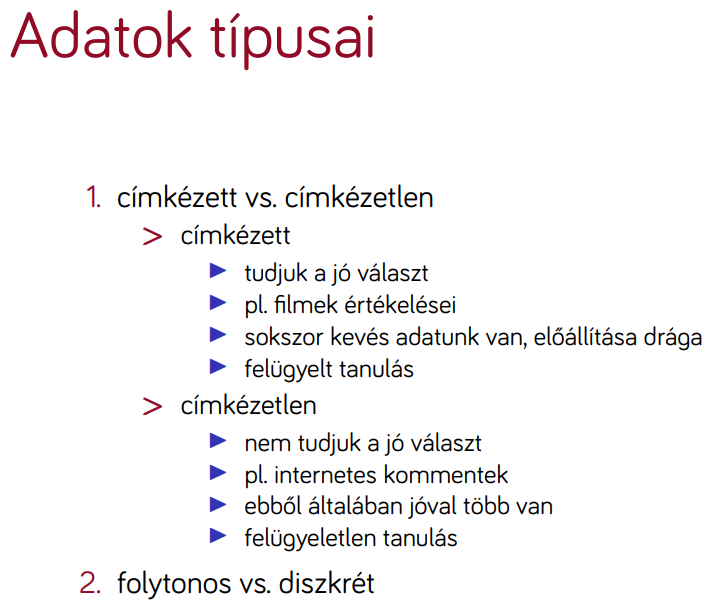 Adatok típusai
1. címkézett vs. címkézetlen
> címkézett
▶ tudjuk a jó választ
▶ pl. filmek értékelései
▶ sokszor kevés adatunk van, előállítása drága
▶ felügyelt tanulás
> címkézetlen
▶ nem tudjuk a jó választ
▶ pl. internetes kommentek
▶ ebből általában jóval több van
▶ felügyeletlen tanulás
2. folytonos vs. diszkrét